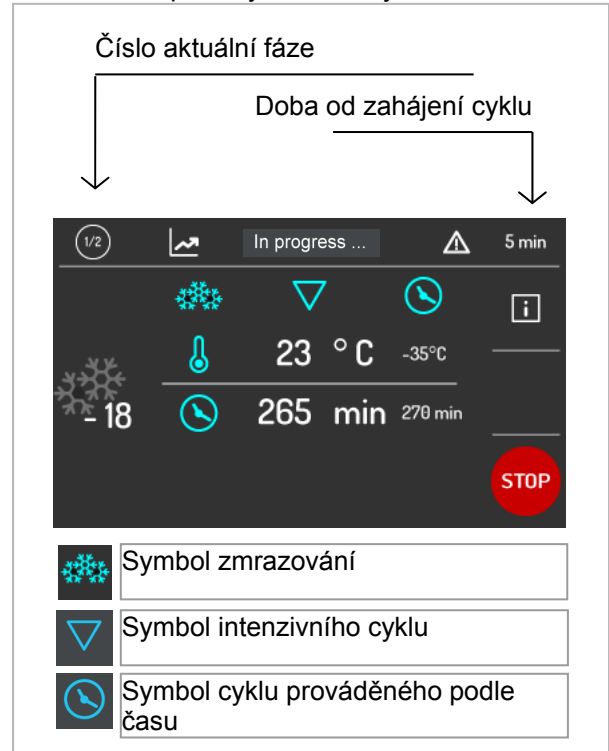 Číslo aktuální fáze
Doba od zahájení cyklu
1/2 In progress ... 5 min
i
23 °C -35°C
- 18
265 min 270 min
STOP
Symbol zmrazování
Symbol intenzivního cyklu
Symbol cyklu prováděného podle
času